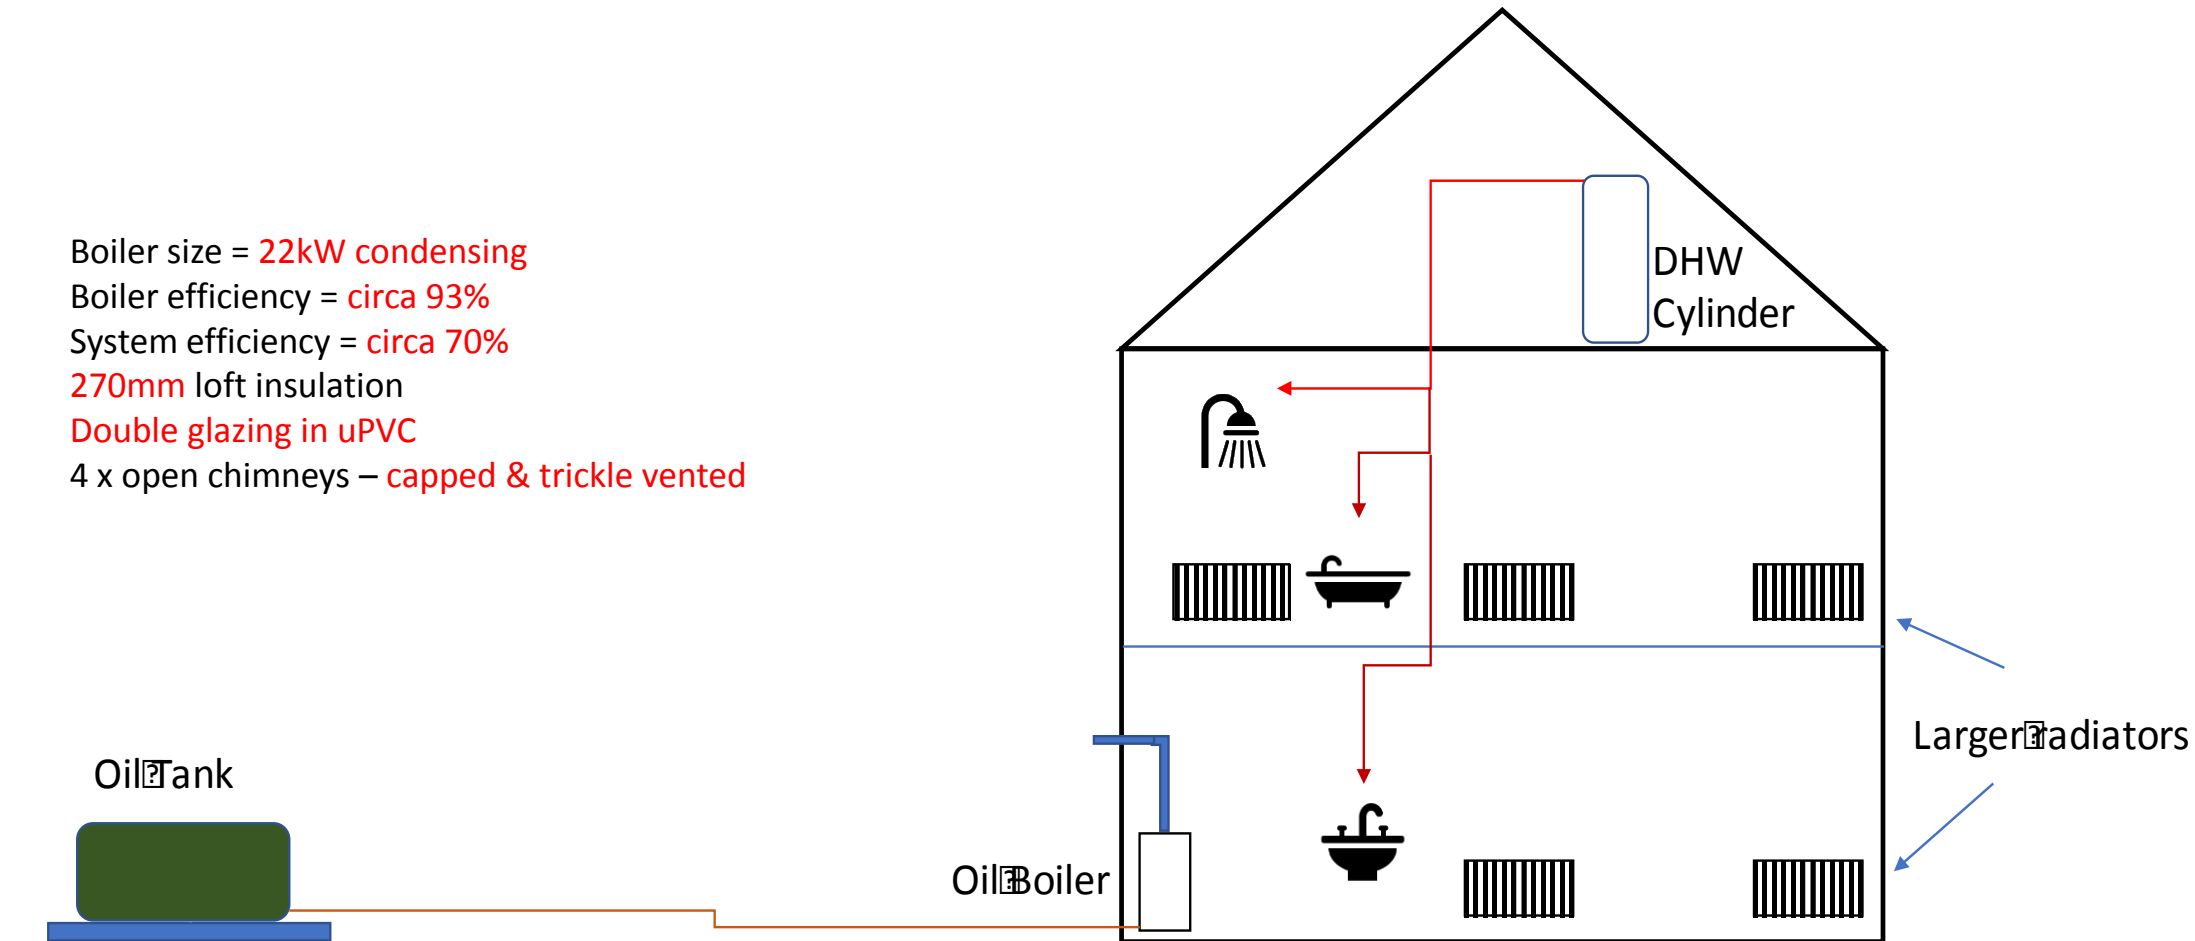 Boiler size = 22kW condensing
Boiler efficiency = circa 93%
System efficiency = circa 70%
270mm loft insulation
Double glazing in uPVC
4 x open chimneys – capped & trickle vented
DHW
Cylinder
Larger radiators
Oil Tank
Oil Boiler